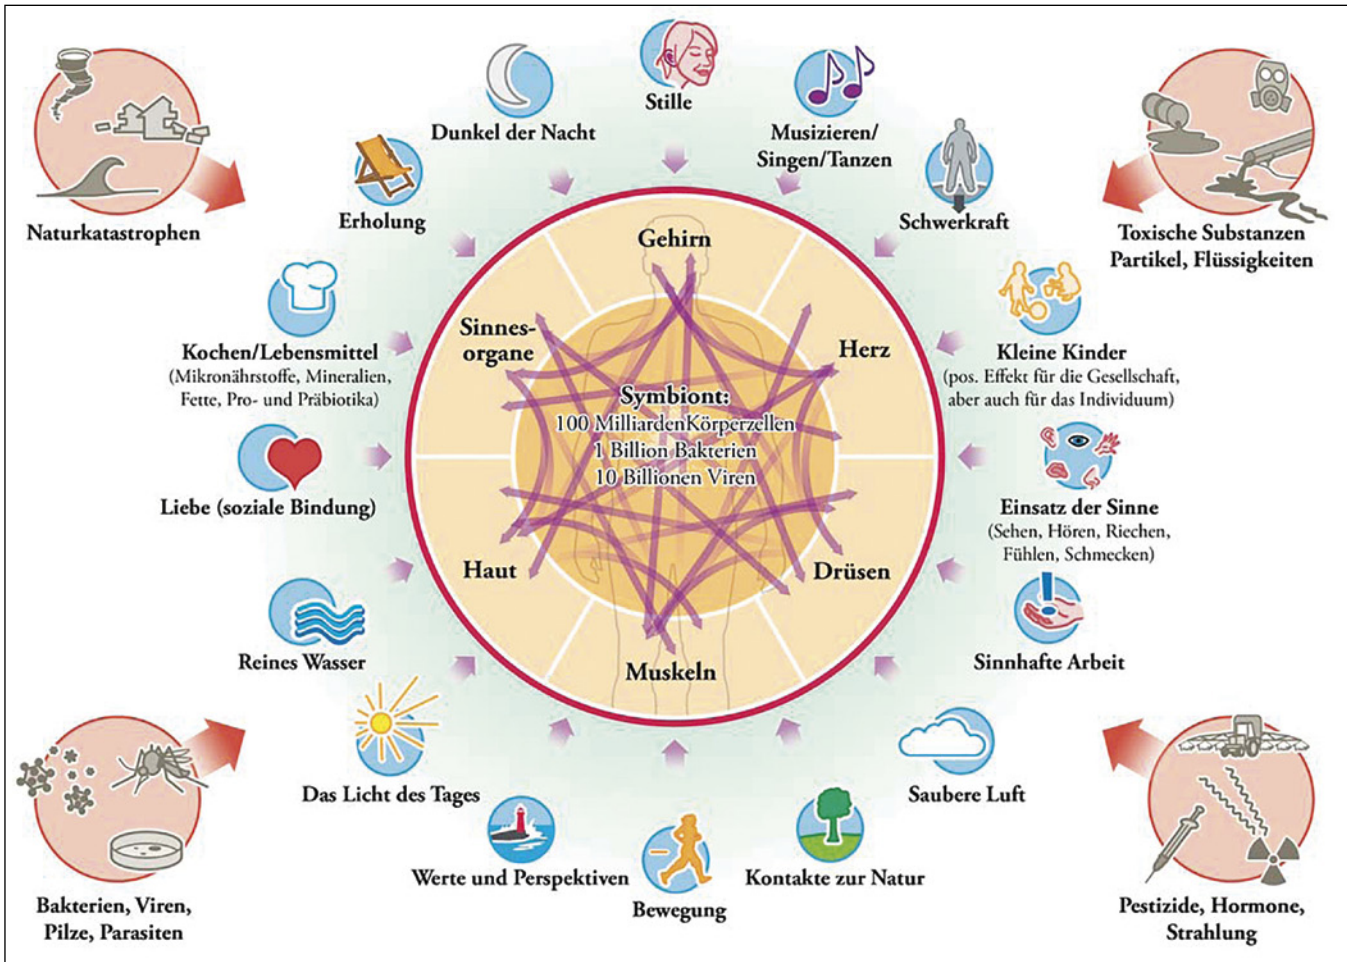 Stille
Dunkel der Nacht
Musizieren/
Singen/Tanzen
Erholung
Schwerkraft
Naturkatastrophen
Toxische Substanzen
Partikel, Flüssigkeiten
Gehirn
Sinnes-
organe
Herz
Kochen/Lebensmittel
(Mikronährstoffe, Mineralien,
Fette, Pro- und Präbiotika)
Kleine Kinder
(pos. Effekt für die Gesellschaft,
aber auch für das Individuum)
Symbiont:
100 MilliardenKörperzellen
1 Billion Bakterien
10 Billionen Viren
Liebe (soziale Bindung)
Einsatz der Sinne
(Sehen, Hören, Riechen,
Fühlen, Schmecken)
Haut
Drüsen
Reines Wasser
Sinnhafte Arbeit
Muskeln
Das Licht des Tages
Saubere Luft
Werte und Perspektiven
Kontakte zur Natur
Bewegung
Bakterien, Viren,
Pilze, Parasiten
Pestizide, Hormone,
Strahlung